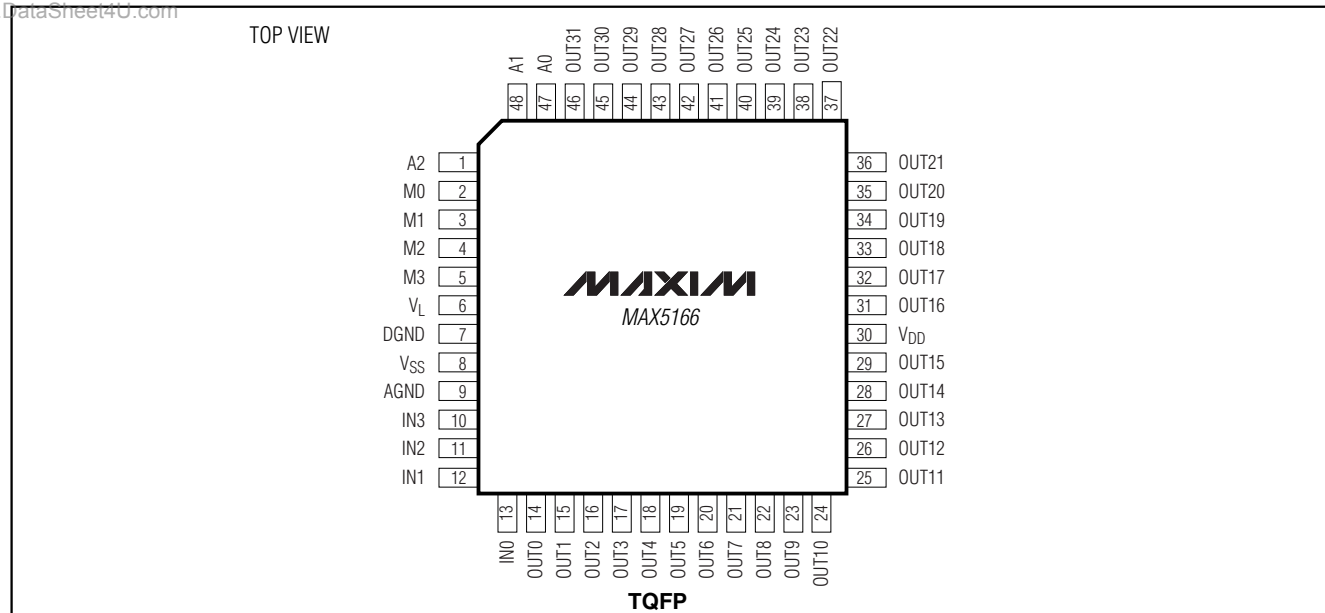 DataSheet4U.com
TOP VIEW
A1
A0
OUT31
OUT30
OUT29
OUT28
OUT27
OUT26
OUT25
OUT24
OUT23
OUT22
48
47
46
45
44
43
42
41
40
39
38
37
A2 1
M0 2
M1 3
M2 4
M3 5
VL 6
DGND 7
VSS 8
AGND 9
IN3 10
IN2 11
IN1 12
MAXIM
MAX5166
36 OUT21
35 OUT20
34 OUT19
33 OUT18
32 OUT17
31 OUT16
30 VDD
29 OUT15
28 OUT14
27 OUT13
26 OUT12
25 OUT11
13
14
15
16
17
18
19
20
21
22
23
24
IN0
OUT0
OUT1
OUT2
OUT3
OUT4
OUT5
OUT6
OUT7
OUT8
OUT9
OUT10
TQFP